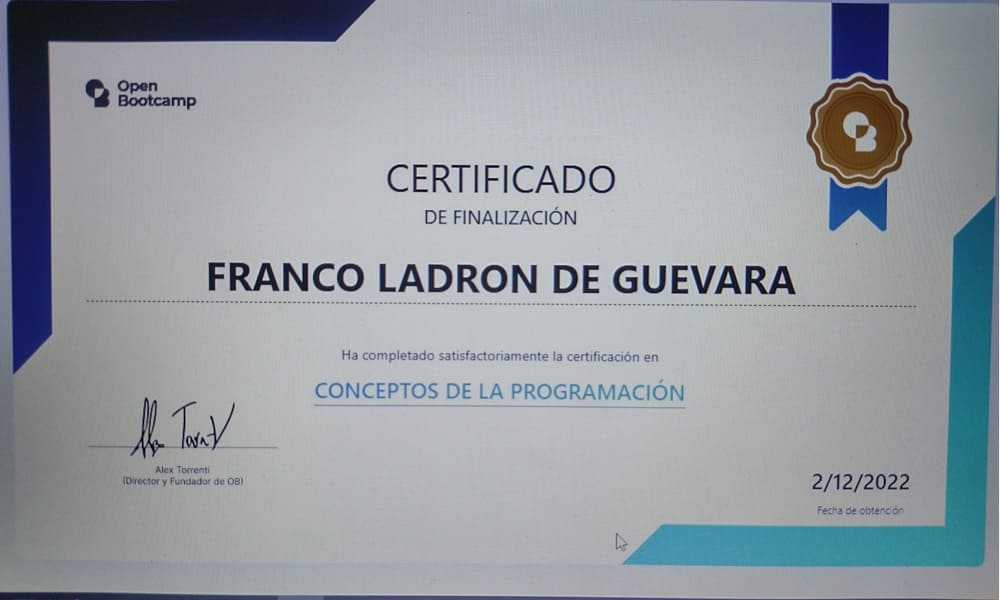 Open
Bootcamp
CERTIFICADO
DE FINALIZACIÓN
FRANCO LADRON DE GUEVARA
Ha completado satisfactoriamente la certificación en
CONCEPTOS DE LA PROGRAMACIÓN
Alex Torrenti
(Director y Fundador de OB)
2/12/2022
Fecha de obtención